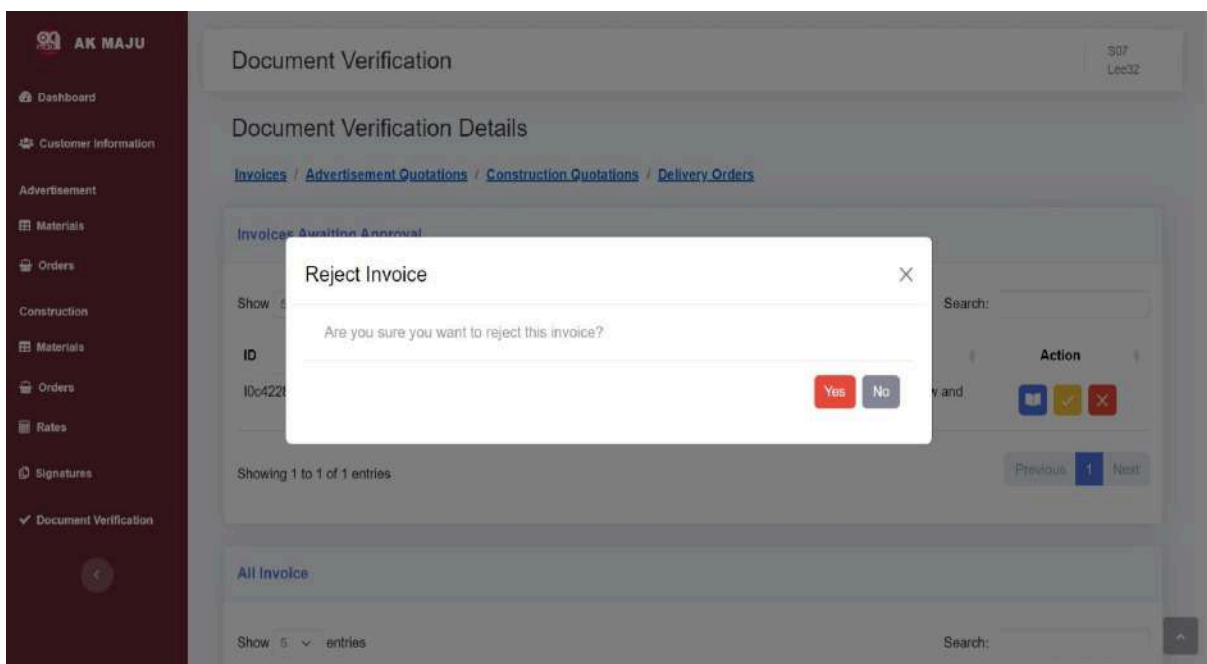 AK MAJU
Dashboard
Customer Information
Advertisement
Materials
Orders
Construction
Materials
Orders
Rates
Signatures
Document Verification
Document Verification
S07
Lee32
Document Verification Details
Invoices / Advertisement Quotations / Construction Quotations / Delivery Orders
Invoices Awaiting Approval
Show
Search:
ID
Action
and
Showing 1 to 1 of 1 entries
Previous 1 Next
Reject Invoice
Are you sure you want to reject this invoice?
Yes No
All Invoice
Show 5 entries
Search: